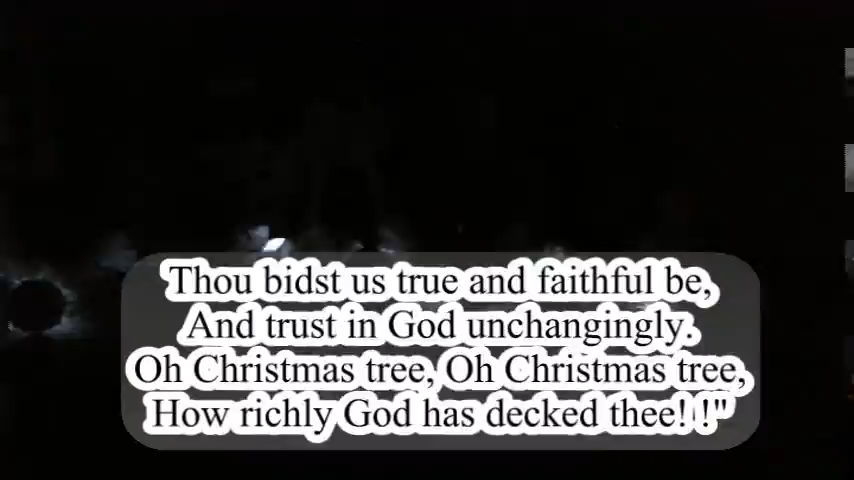 Thou bidst us true and faithful be,
And trust in God unchangingly.
Oh Christmas tree, Oh Christmas tree,
How richly God has decked thee! !"